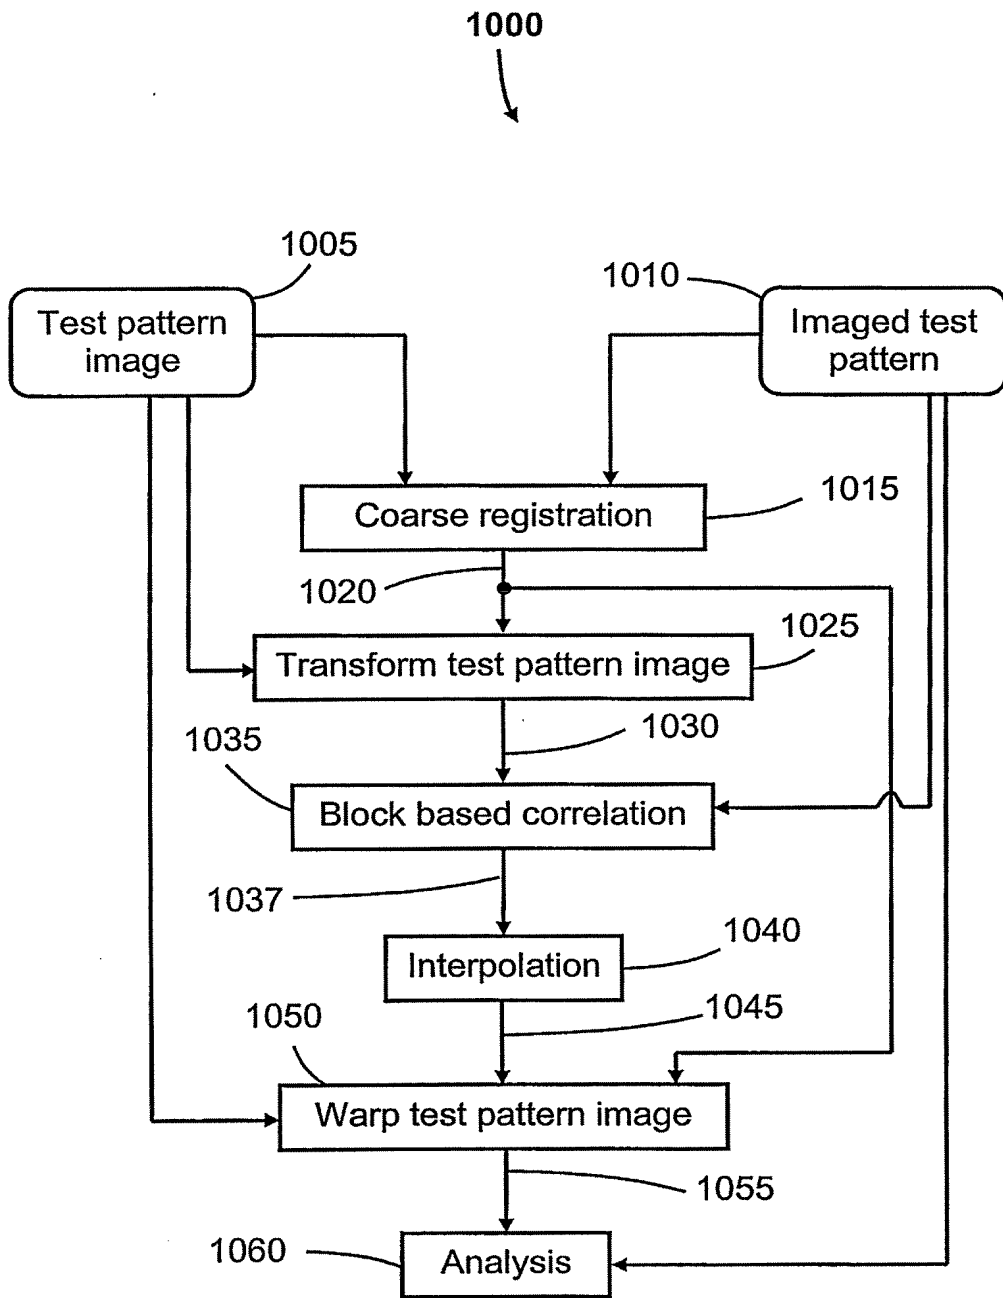 1000
1005
1010
Test pattern
image
Imaged test
pattern
1015
Coarse registration
1020
1025
Transform test pattern image
1030
1035
Block based correlation
1037
1040
Interpolation
1045
1050
Warp test pattern image
1055
1060
Analysis